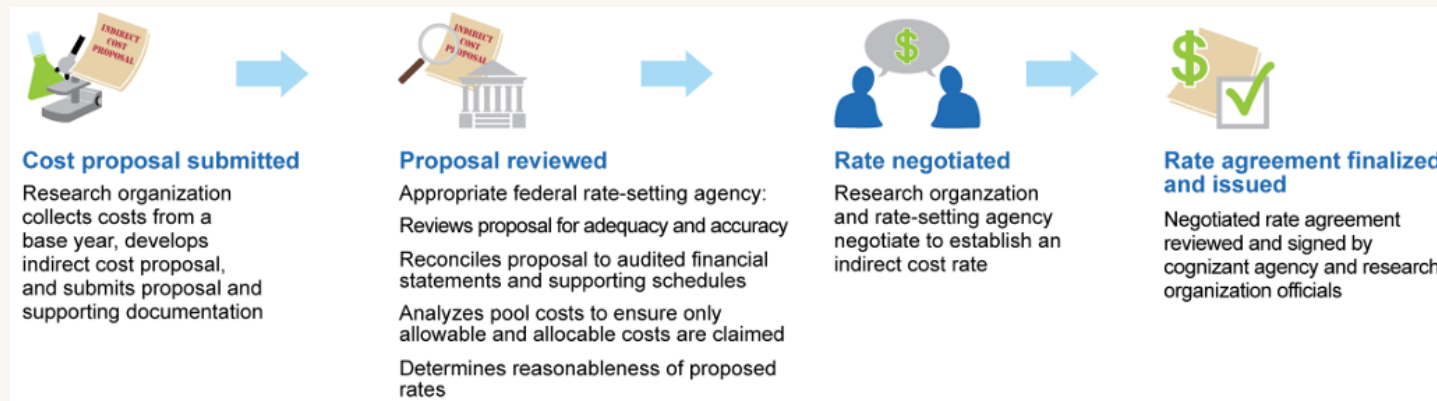 INDIRECT
COST
PROPOSAL
INDIRECT
COST
PROPOSAL
$
$
Cost proposal submitted
Research organization
collects costs from a
base year, develops
indirect cost proposal,
and submits proposal and
supporting documentation
Proposal reviewed
Appropriate federal rate-setting agency:
Reviews proposal for adequacy and accuracy
Reconciles proposal to audited financial
statements and supporting schedules
Analyzes pool costs to ensure only
allowable and allocable costs are claimed
Determines reasonableness of proposed
rates
Rate negotiated
Research organzation
and rate-setting agency
negotiate to establish an
indirect cost rate
Rate agreement finalized
and issued
Negotiated rate agreement
reviewed and signed by
cognizant agency and research
organization officials